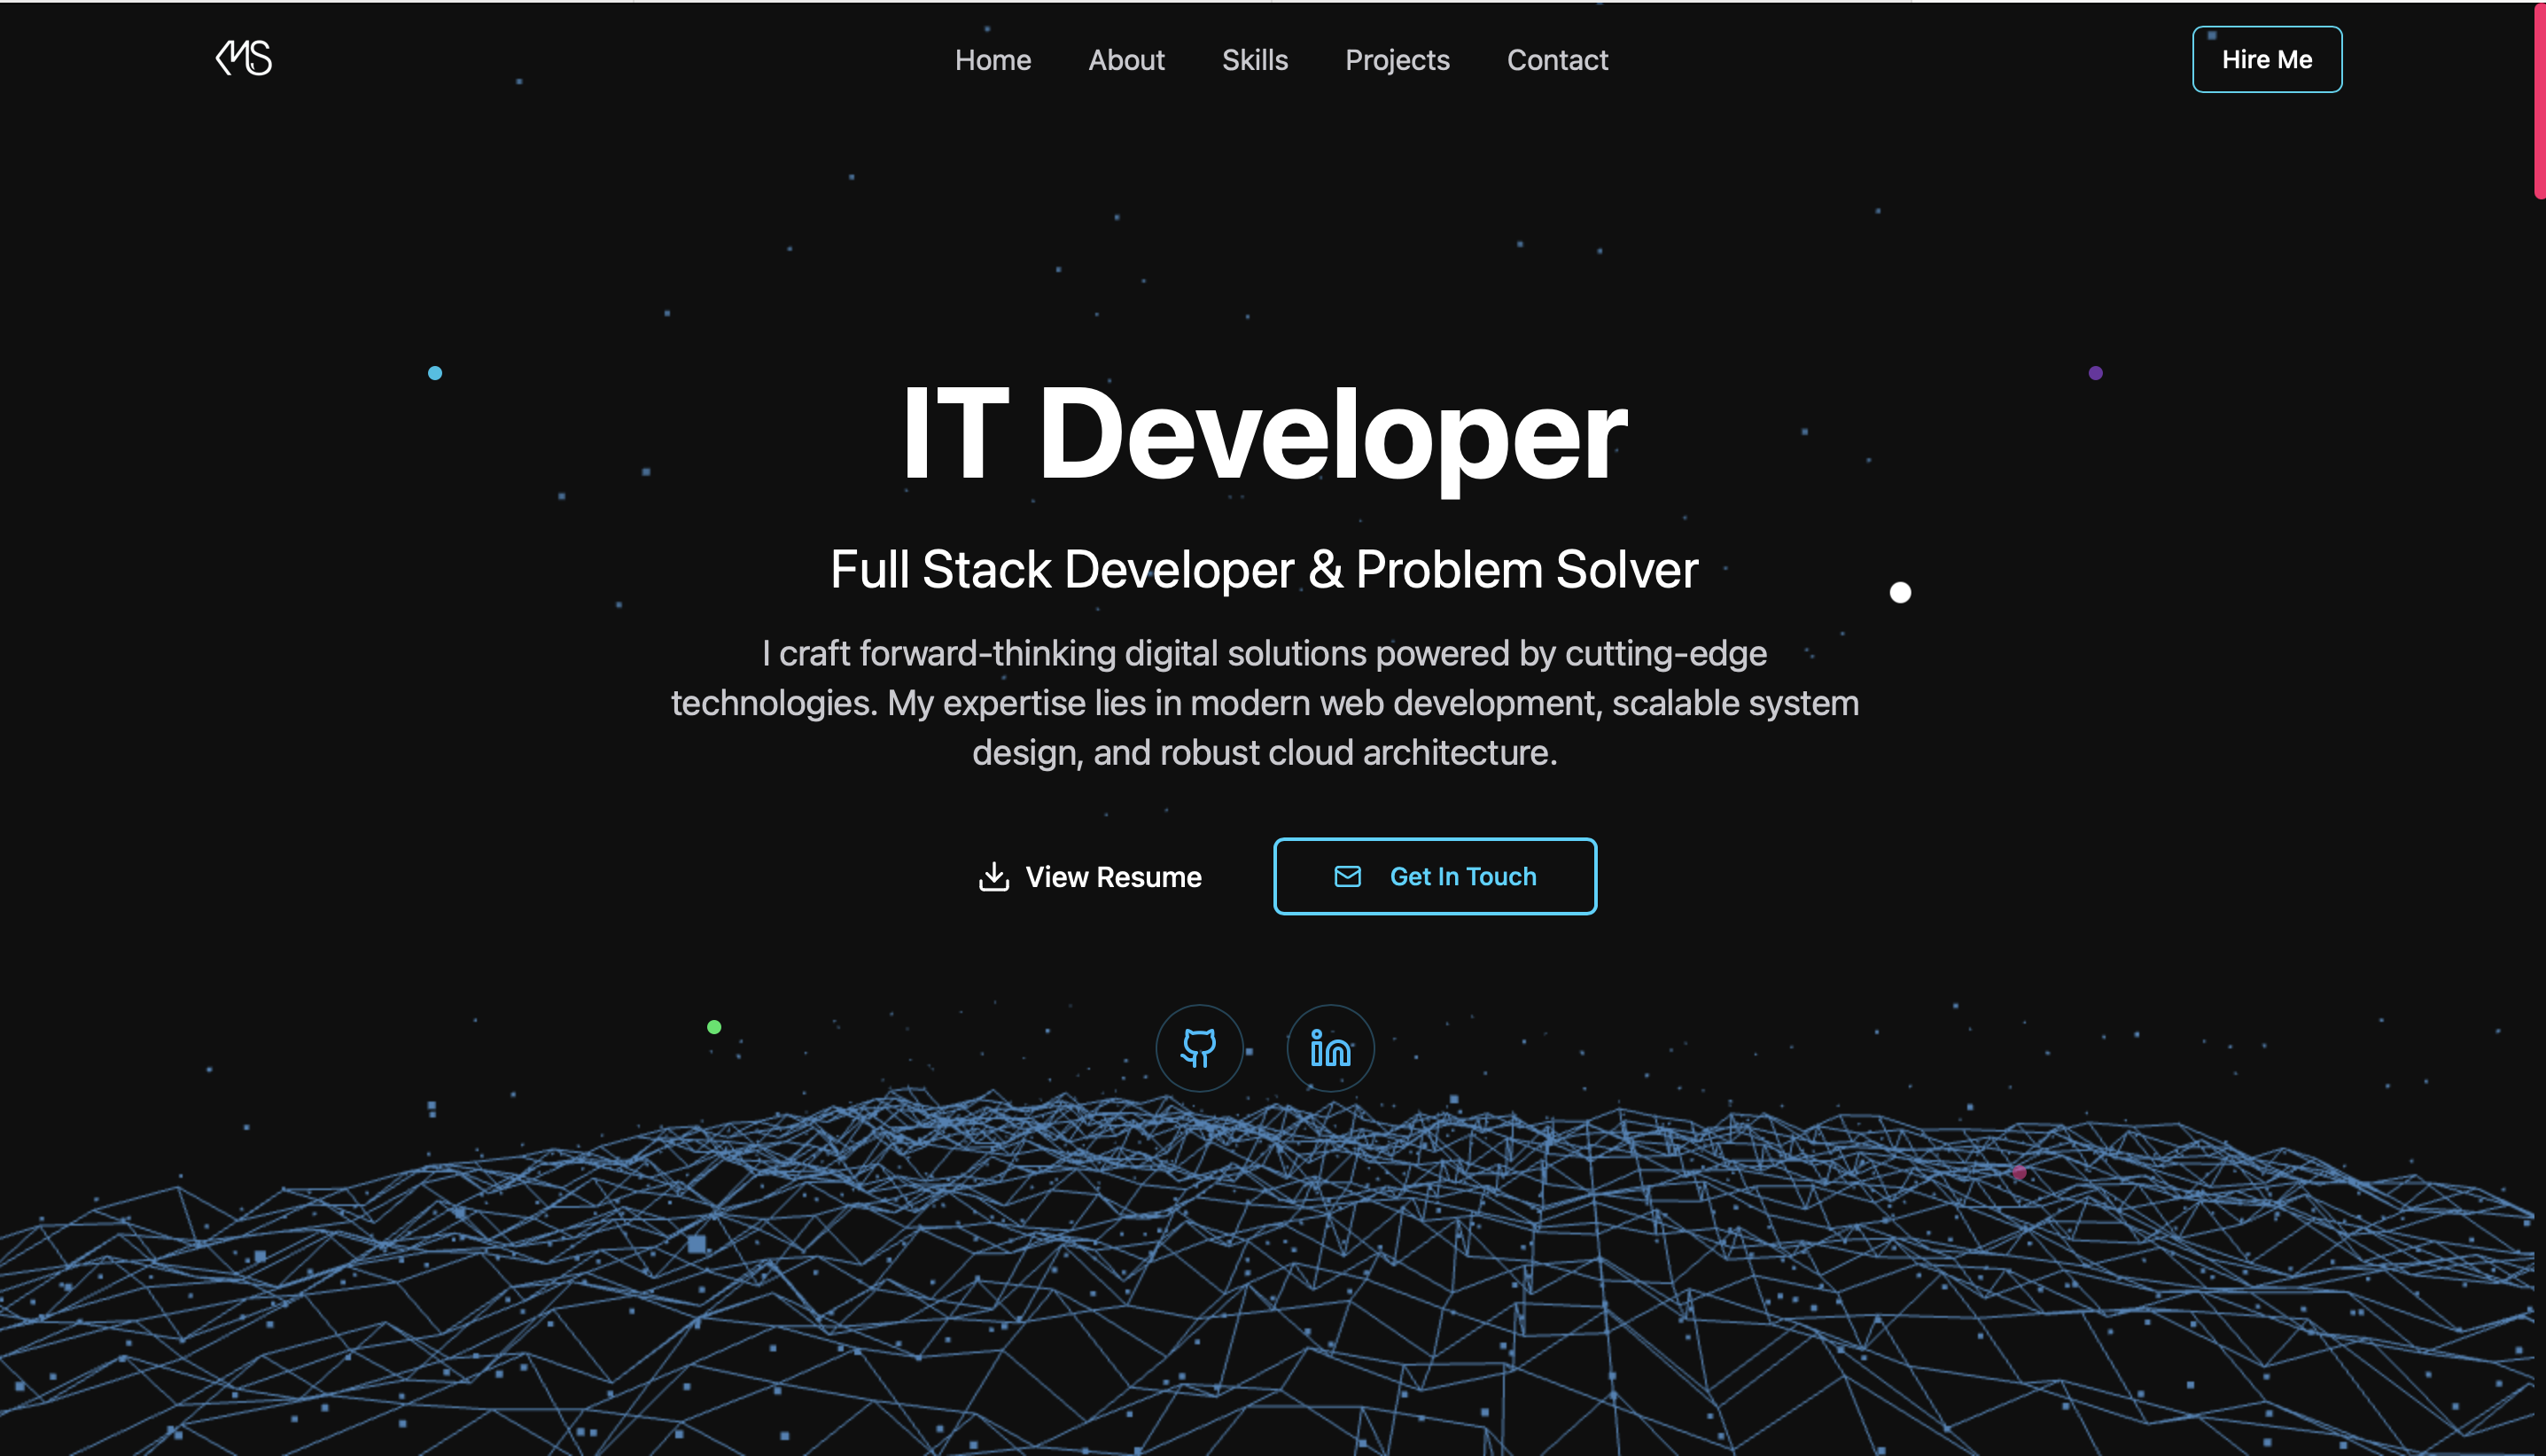 MS
Home About Skills Projects Contact
Hire Me
IT Developer
Full Stack Developer & Problem Solver
I craft forward-thinking digital solutions powered by cutting-edge
technologies. My expertise lies in modern web development, scalable system
design, and robust cloud architecture.
View Resume
Get In Touch
in